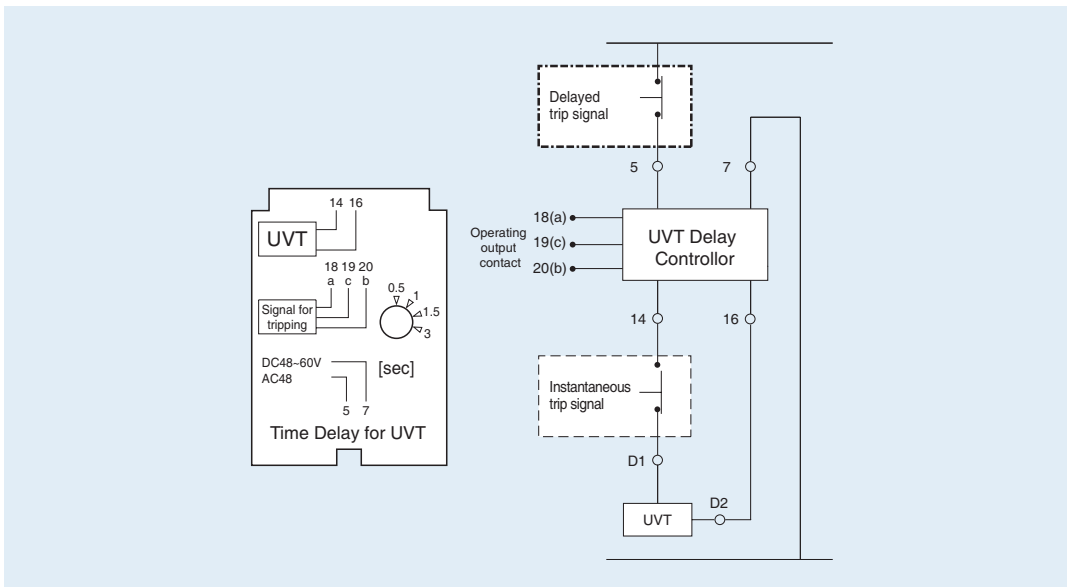 14 16
UVT
18 19 20
a c b
Signal for
tripping
0.5
1
1.5
3
[sec]
DC48~60V
AC48
5 7
Time Delay for UVT
Delayed
trip signal
5
7
Operating
output
contact
18(a)
19(c)
20(b)
UVT Delay
Controllor
14
16
Instantaneous
trip signal
D1
D2
UVT